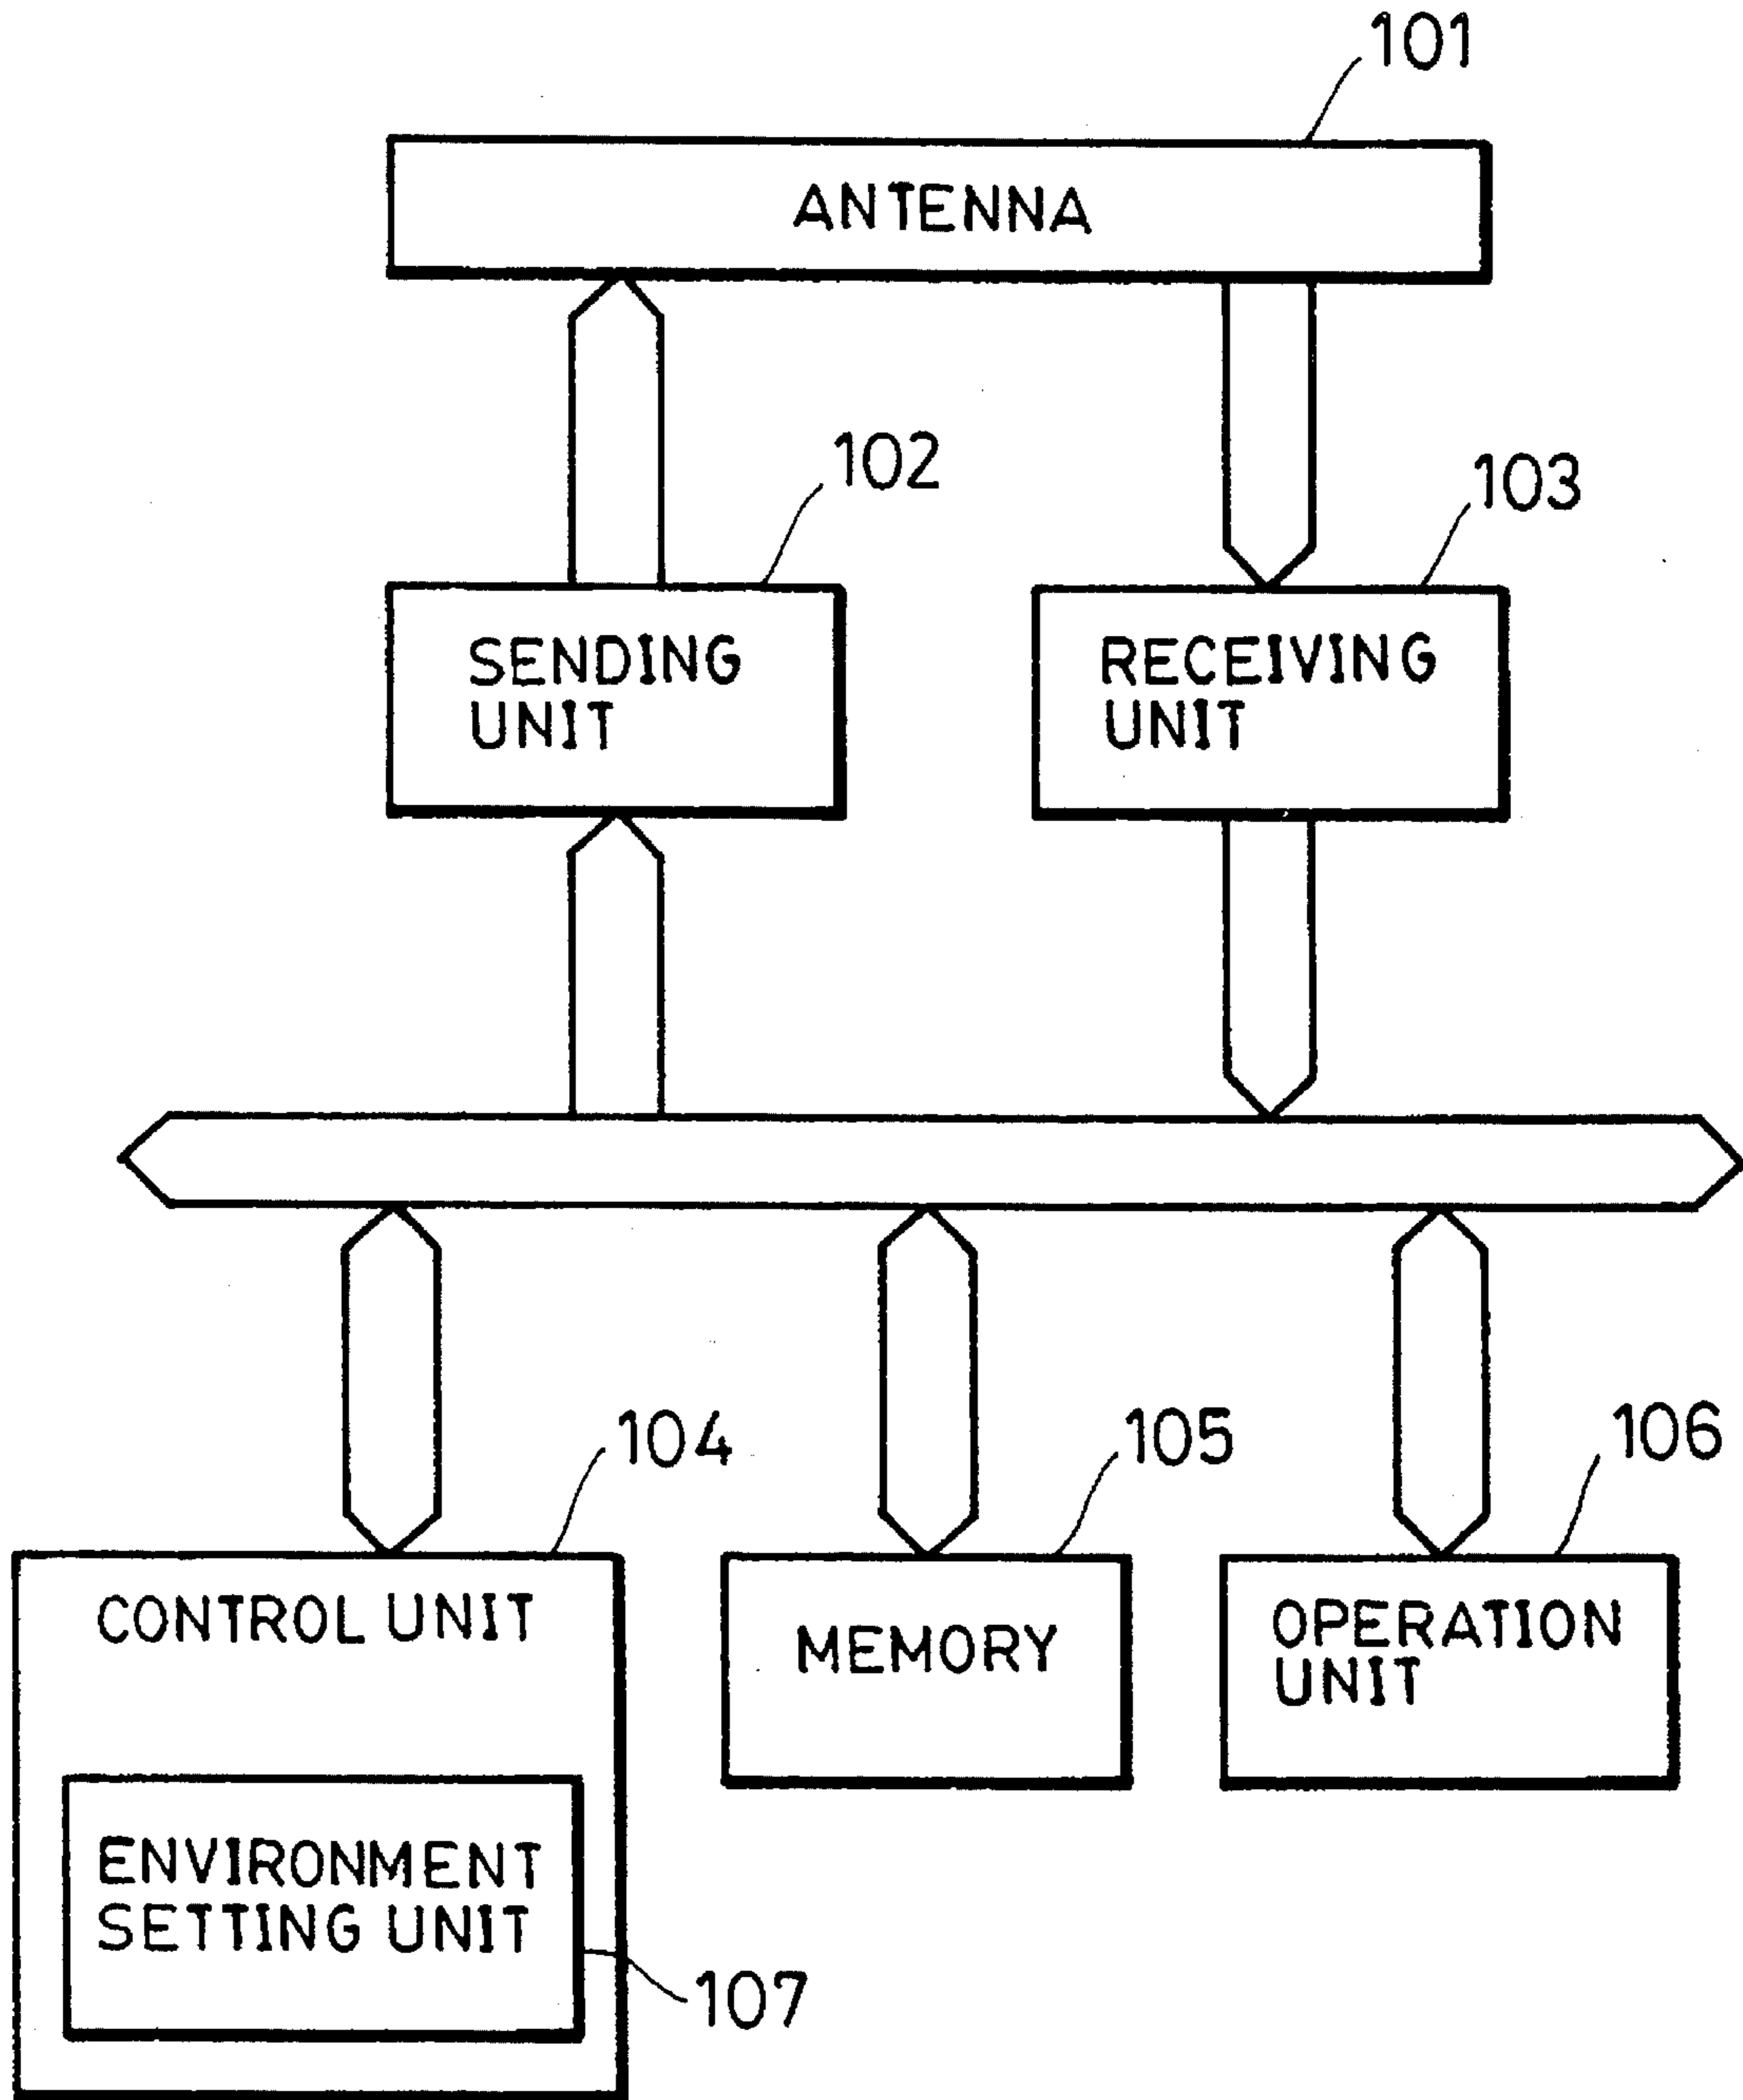 101
ANTENNA
102
103
SENDING
UNIT
RECEIVING
UNIT
104
105
106
CONTROL UNIT
MEMORY
OPERATION
UNIT
ENVIRONMENT
SETTING UNIT
107